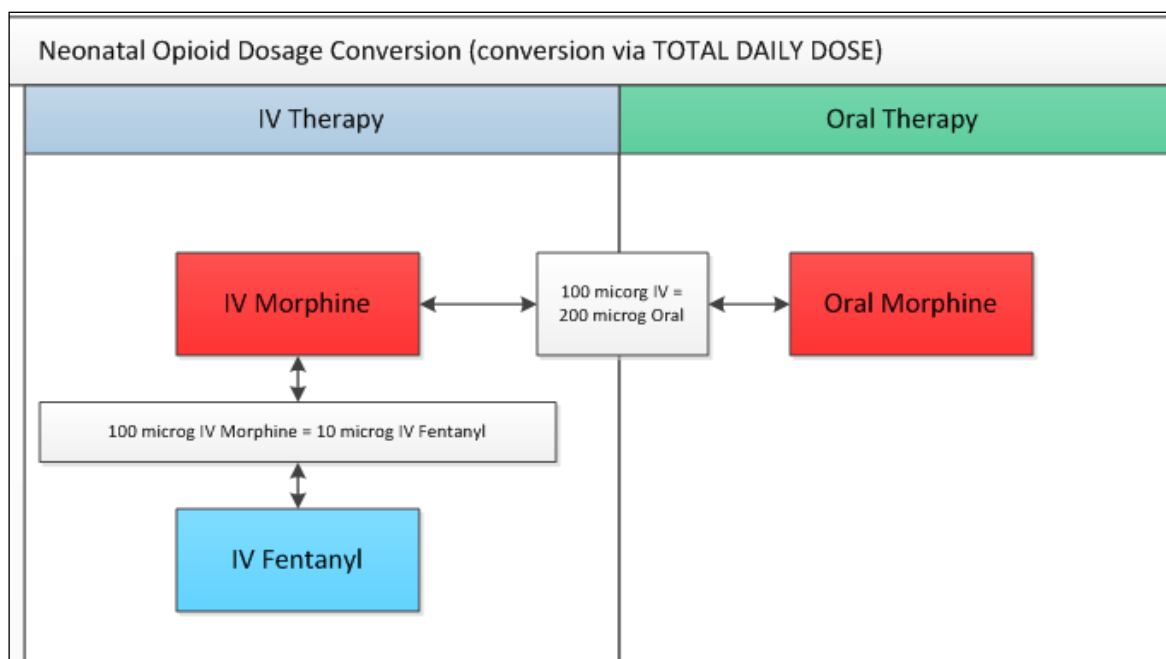 Neonatal Opioid Dosage Conversion (conversion via TOTAL DAILY DOSE)
IV Therapy
Oral Therapy
IV Morphine
100 micorg IV =
200 microg Oral
Oral Morphine
100 microg IV Morphine = 10 microg IV Fentanyl
IV Fentanyl